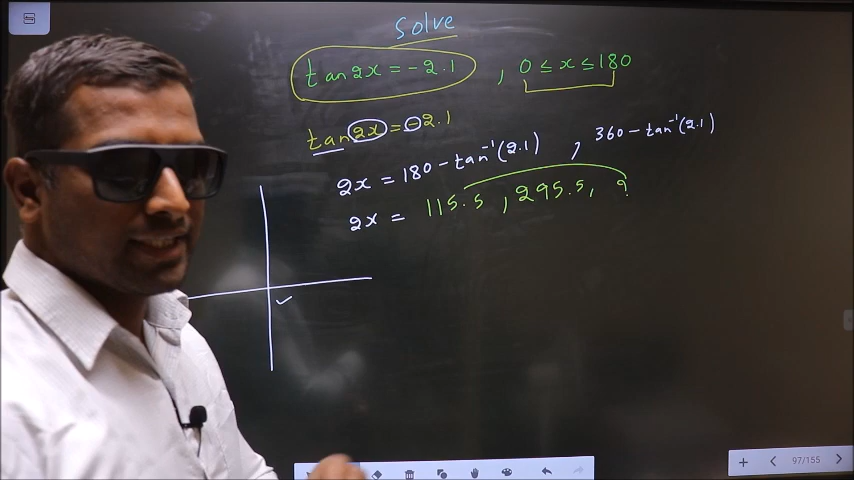 Solve
tan2x = -2.1 , 0 ≤ x ≤ 180
tan2x = -2.1
2x = 180 - tan⁻¹(2.1) , 360 - tan⁻¹(2.1)
2x = 115.5 , 295.5, ?
97/155